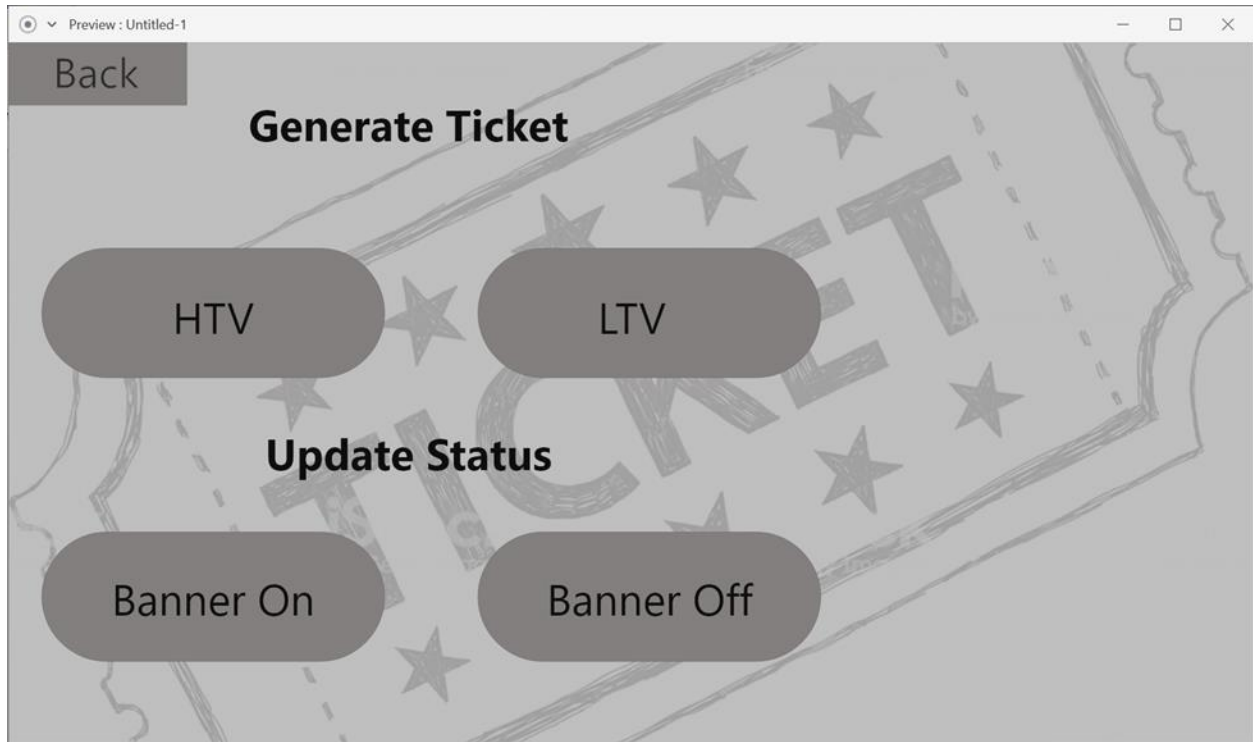 Preview : Untitled-1
Back
Generate Ticket
HTV
LTV
Update Status
Banner On
Banner Off
TICKET